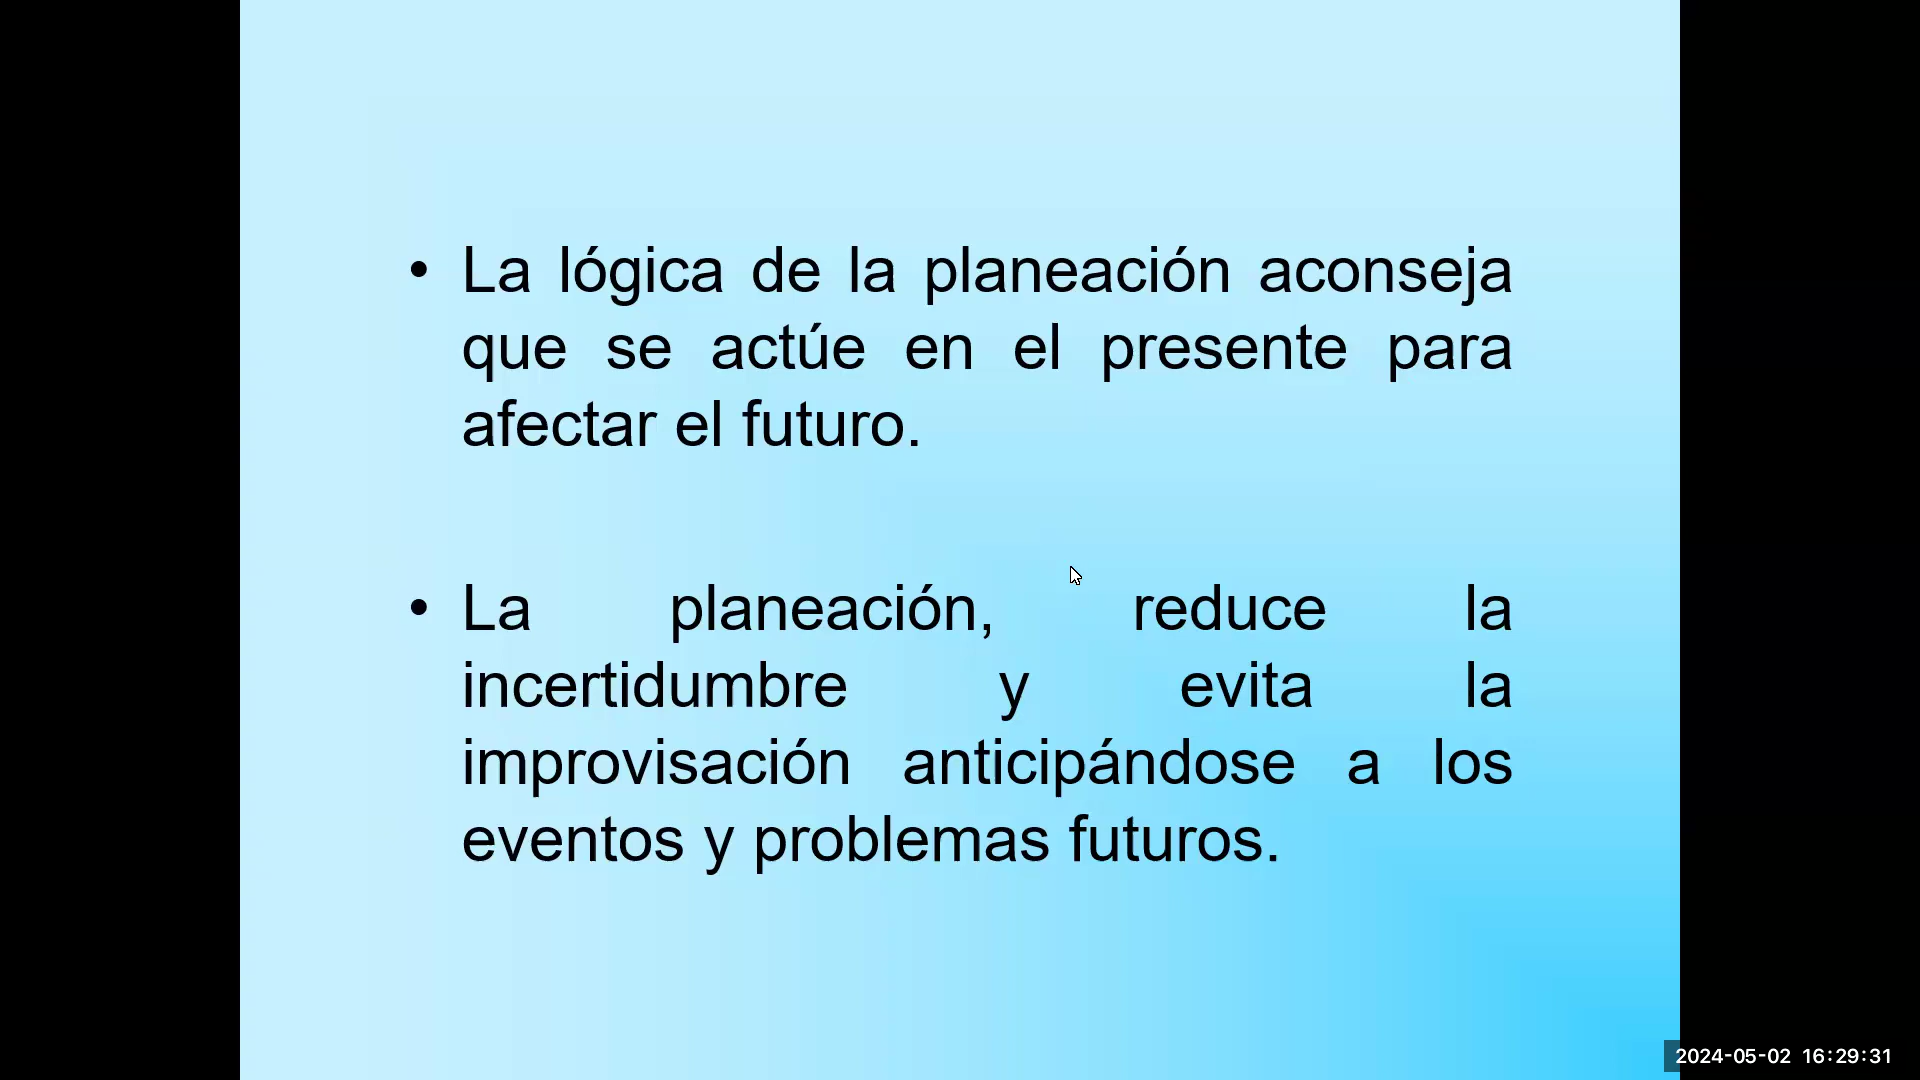 • La lógica de la planeación aconseja
que se actúe en el presente para
afectar el futuro.
• La planeación, reduce la
incertidumbre y evita la
improvisación anticipándose a los
eventos y problemas futuros.
2024-05-02 16:29:31